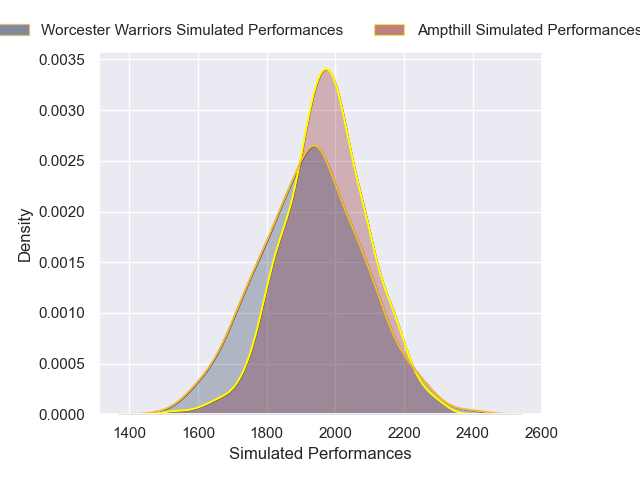 Worcester Warriors Simulated Performances
Ampthill Simulated Performances
0.0035
0.0030
0.0025
0.0020
0.0015
0.0010
0.0005
0.0000
Density
1400 1600 1800 2000 2200 2400 2600
Simulated Performances